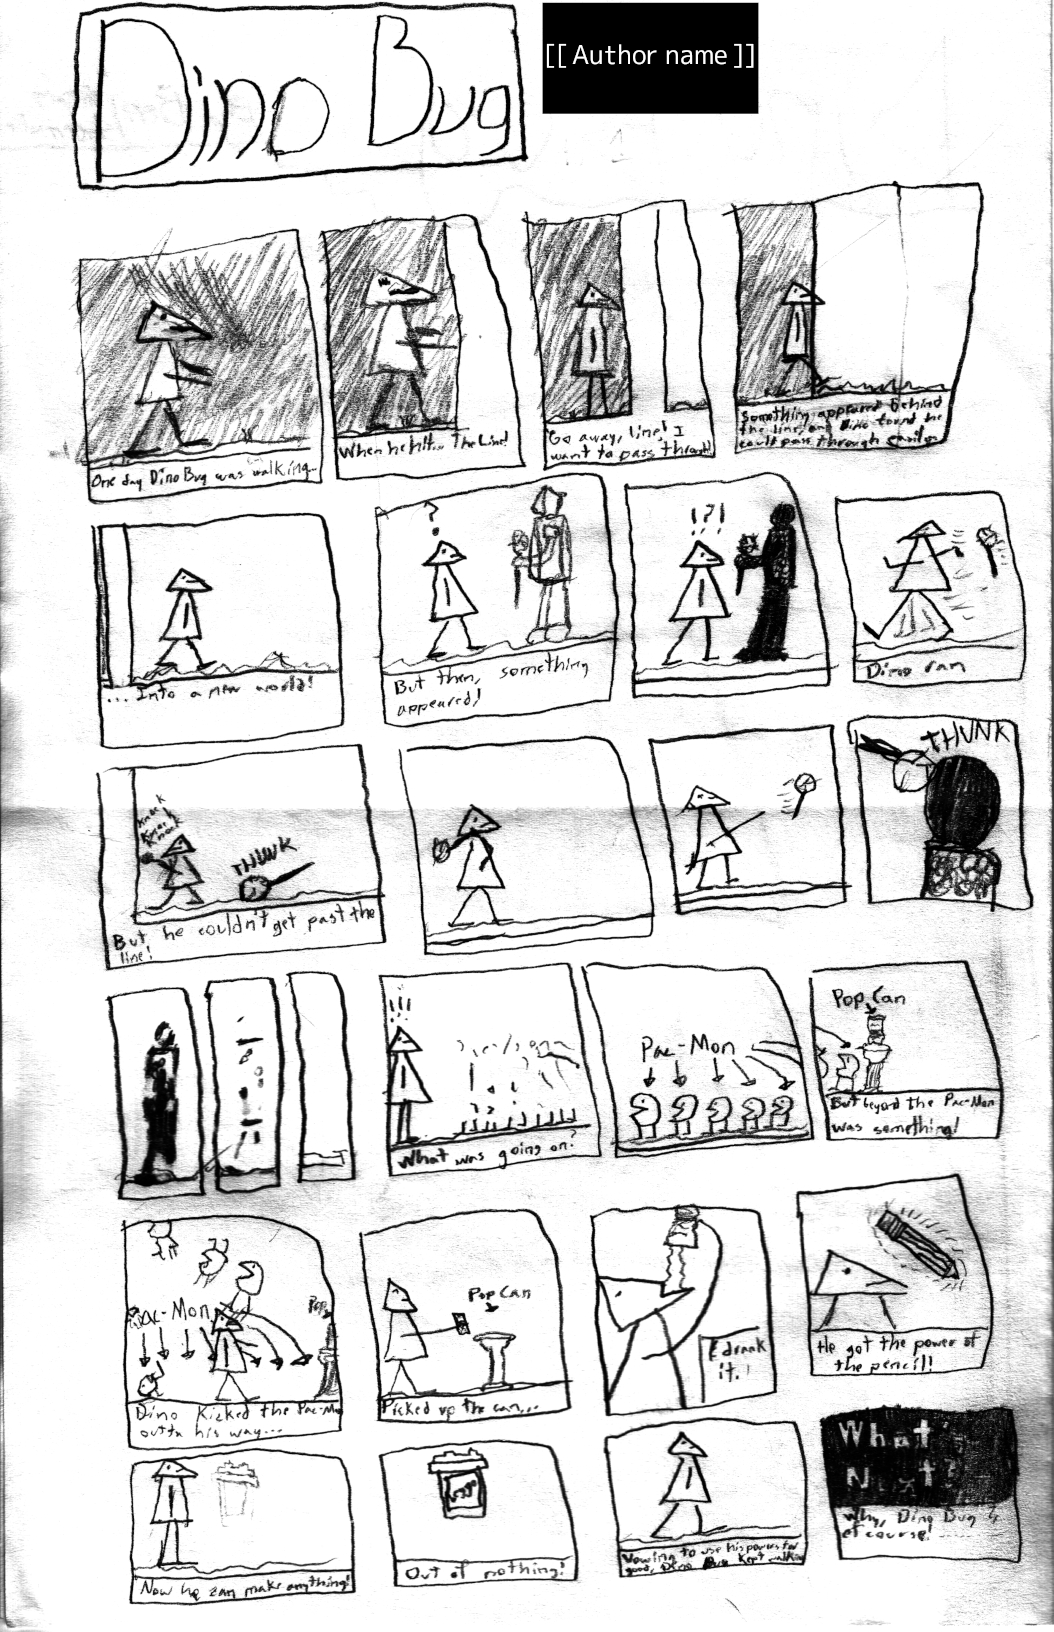 Dino Bug
[[Author name]]
One day Dino Bug was walking...
When he hit... The Line!
Go away, line! I
want to pass through!
Something appeared behind
the line, and Dino found he
could pass through easily...
... Into a new world!
?
But then, something
appeared!
!?!
Dino ran
Knock
Knock
Knock
THUNK
But he couldn't get past the
line!
THUNK
!!!
What was going on?
Pac-Mon
Pop Can
But beyond the Pac-Mon
was something!
Pac-Mon
Pop
Dino kicked the Pac-Mon
outta his way...
Pop Can
Picked up the can...
& drank
it.
He got the power of
the pencil!
Now he can make anything!
Out of nothing!
Vowing to use his powers for
good, Dino Bug kept walking
What's
Next?
Why, Dino Bug 2,
of course!